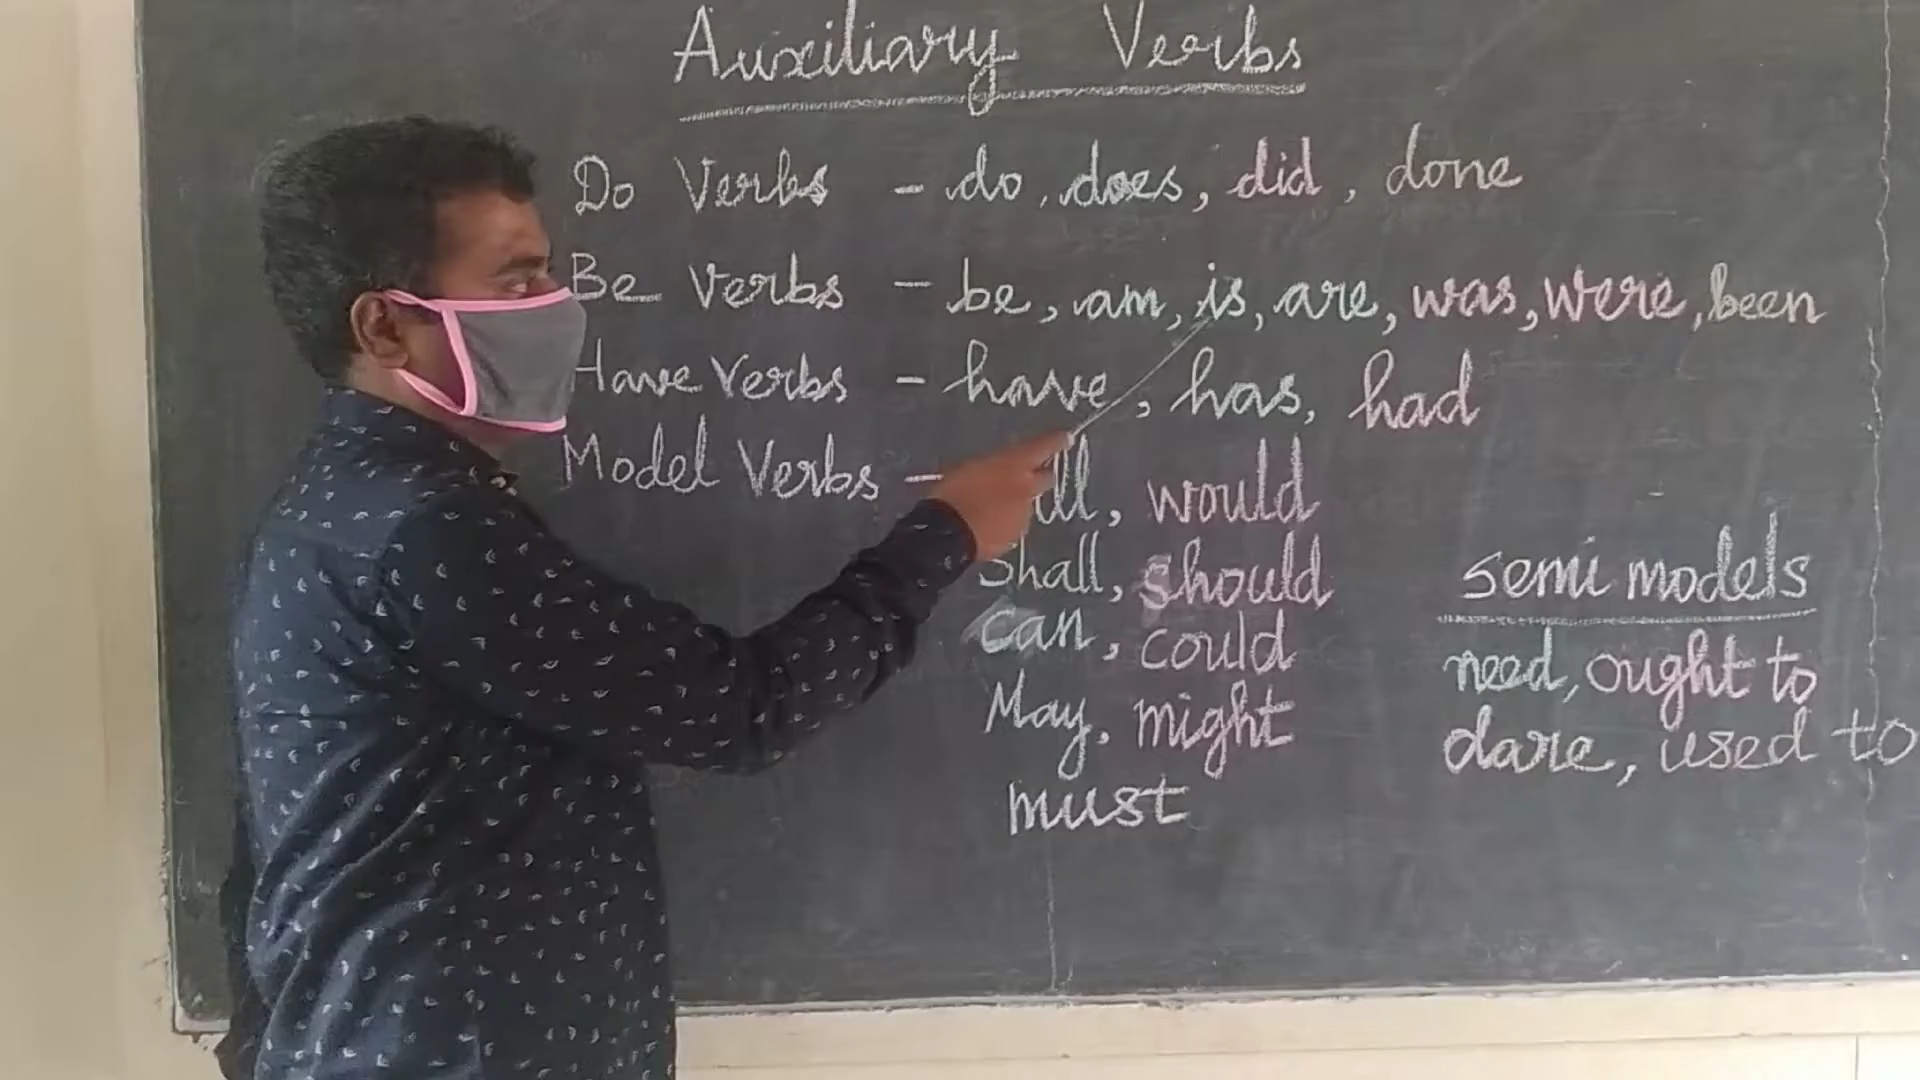 Auxiliary Verbs
Do Verbs - do, does, did, done
Be Verbs - be, am, is, are, was, were, been
Have Verbs - have, has, had
Model Verbs - would
Shall, should
can, could
May, might
must
semi models
need, ought to
dare, used to